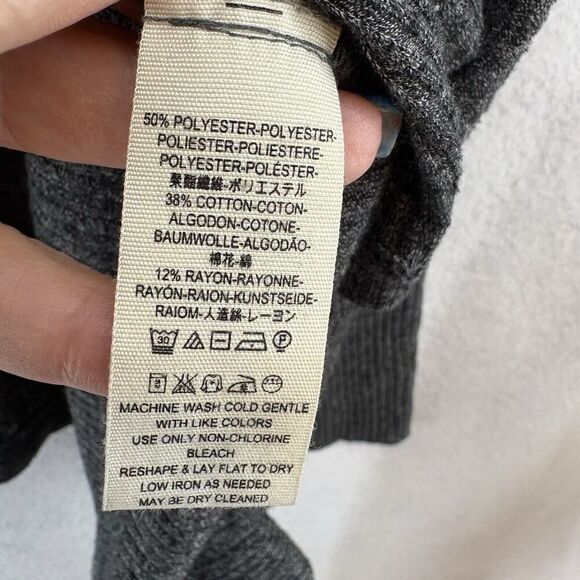 50% POLYESTER-POLYESTER-
POLIESTER-POLIESTERE-
POLYESTER-POLÉSTER-
聚酯纖維-ポリエステル
38% COTTON-COTON-
ALGODON-COTONE-
BAUMWOLLE-ALGODÃO-
棉花-綿
12% RAYON-RAYONNE-
RAYÓN-RAION-KUNSTSEIDE-
RAIOM-人造絲-レーヨン
30 P
MACHINE WASH COLD GENTLE
WITH LIKE COLORS
USE ONLY NON-CHLORINE
BLEACH
RESHAPE & LAY FLAT TO DRY
LOW IRON AS NEEDED
MAY BE DRY CLEANED